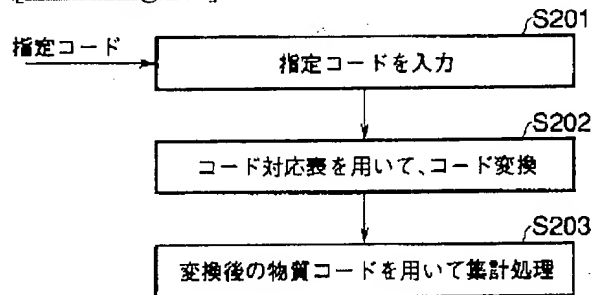 S201
指定コード
指定コードを入力
S202
コード対応表を用いて、コード変換
S203
変換後の物質コードを用いて集計処理